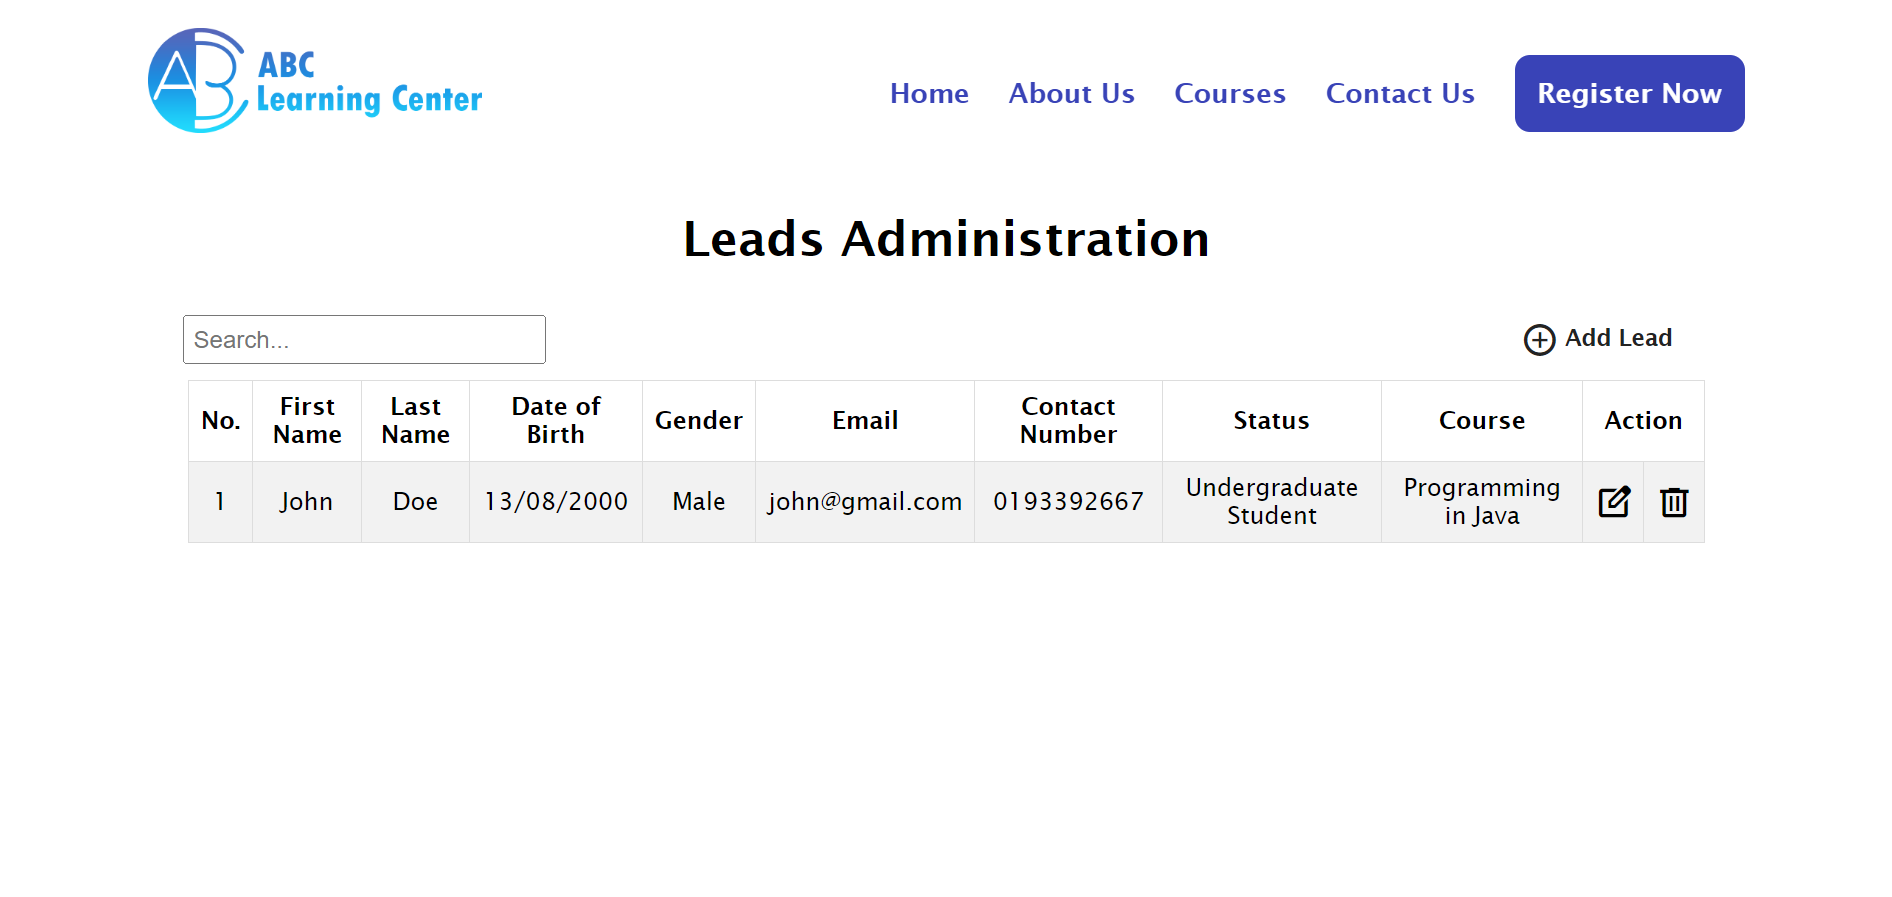 ABC
Learning Center
Home About Us Courses Contact Us Register Now
Leads Administration
Search...
Add Lead
No. First Name Last Name Date of Birth Gender Email Contact Number Status Course Action
1 John Doe 13/08/2000 Male john@gmail.com 0193392667 Undergraduate Student Programming in Java